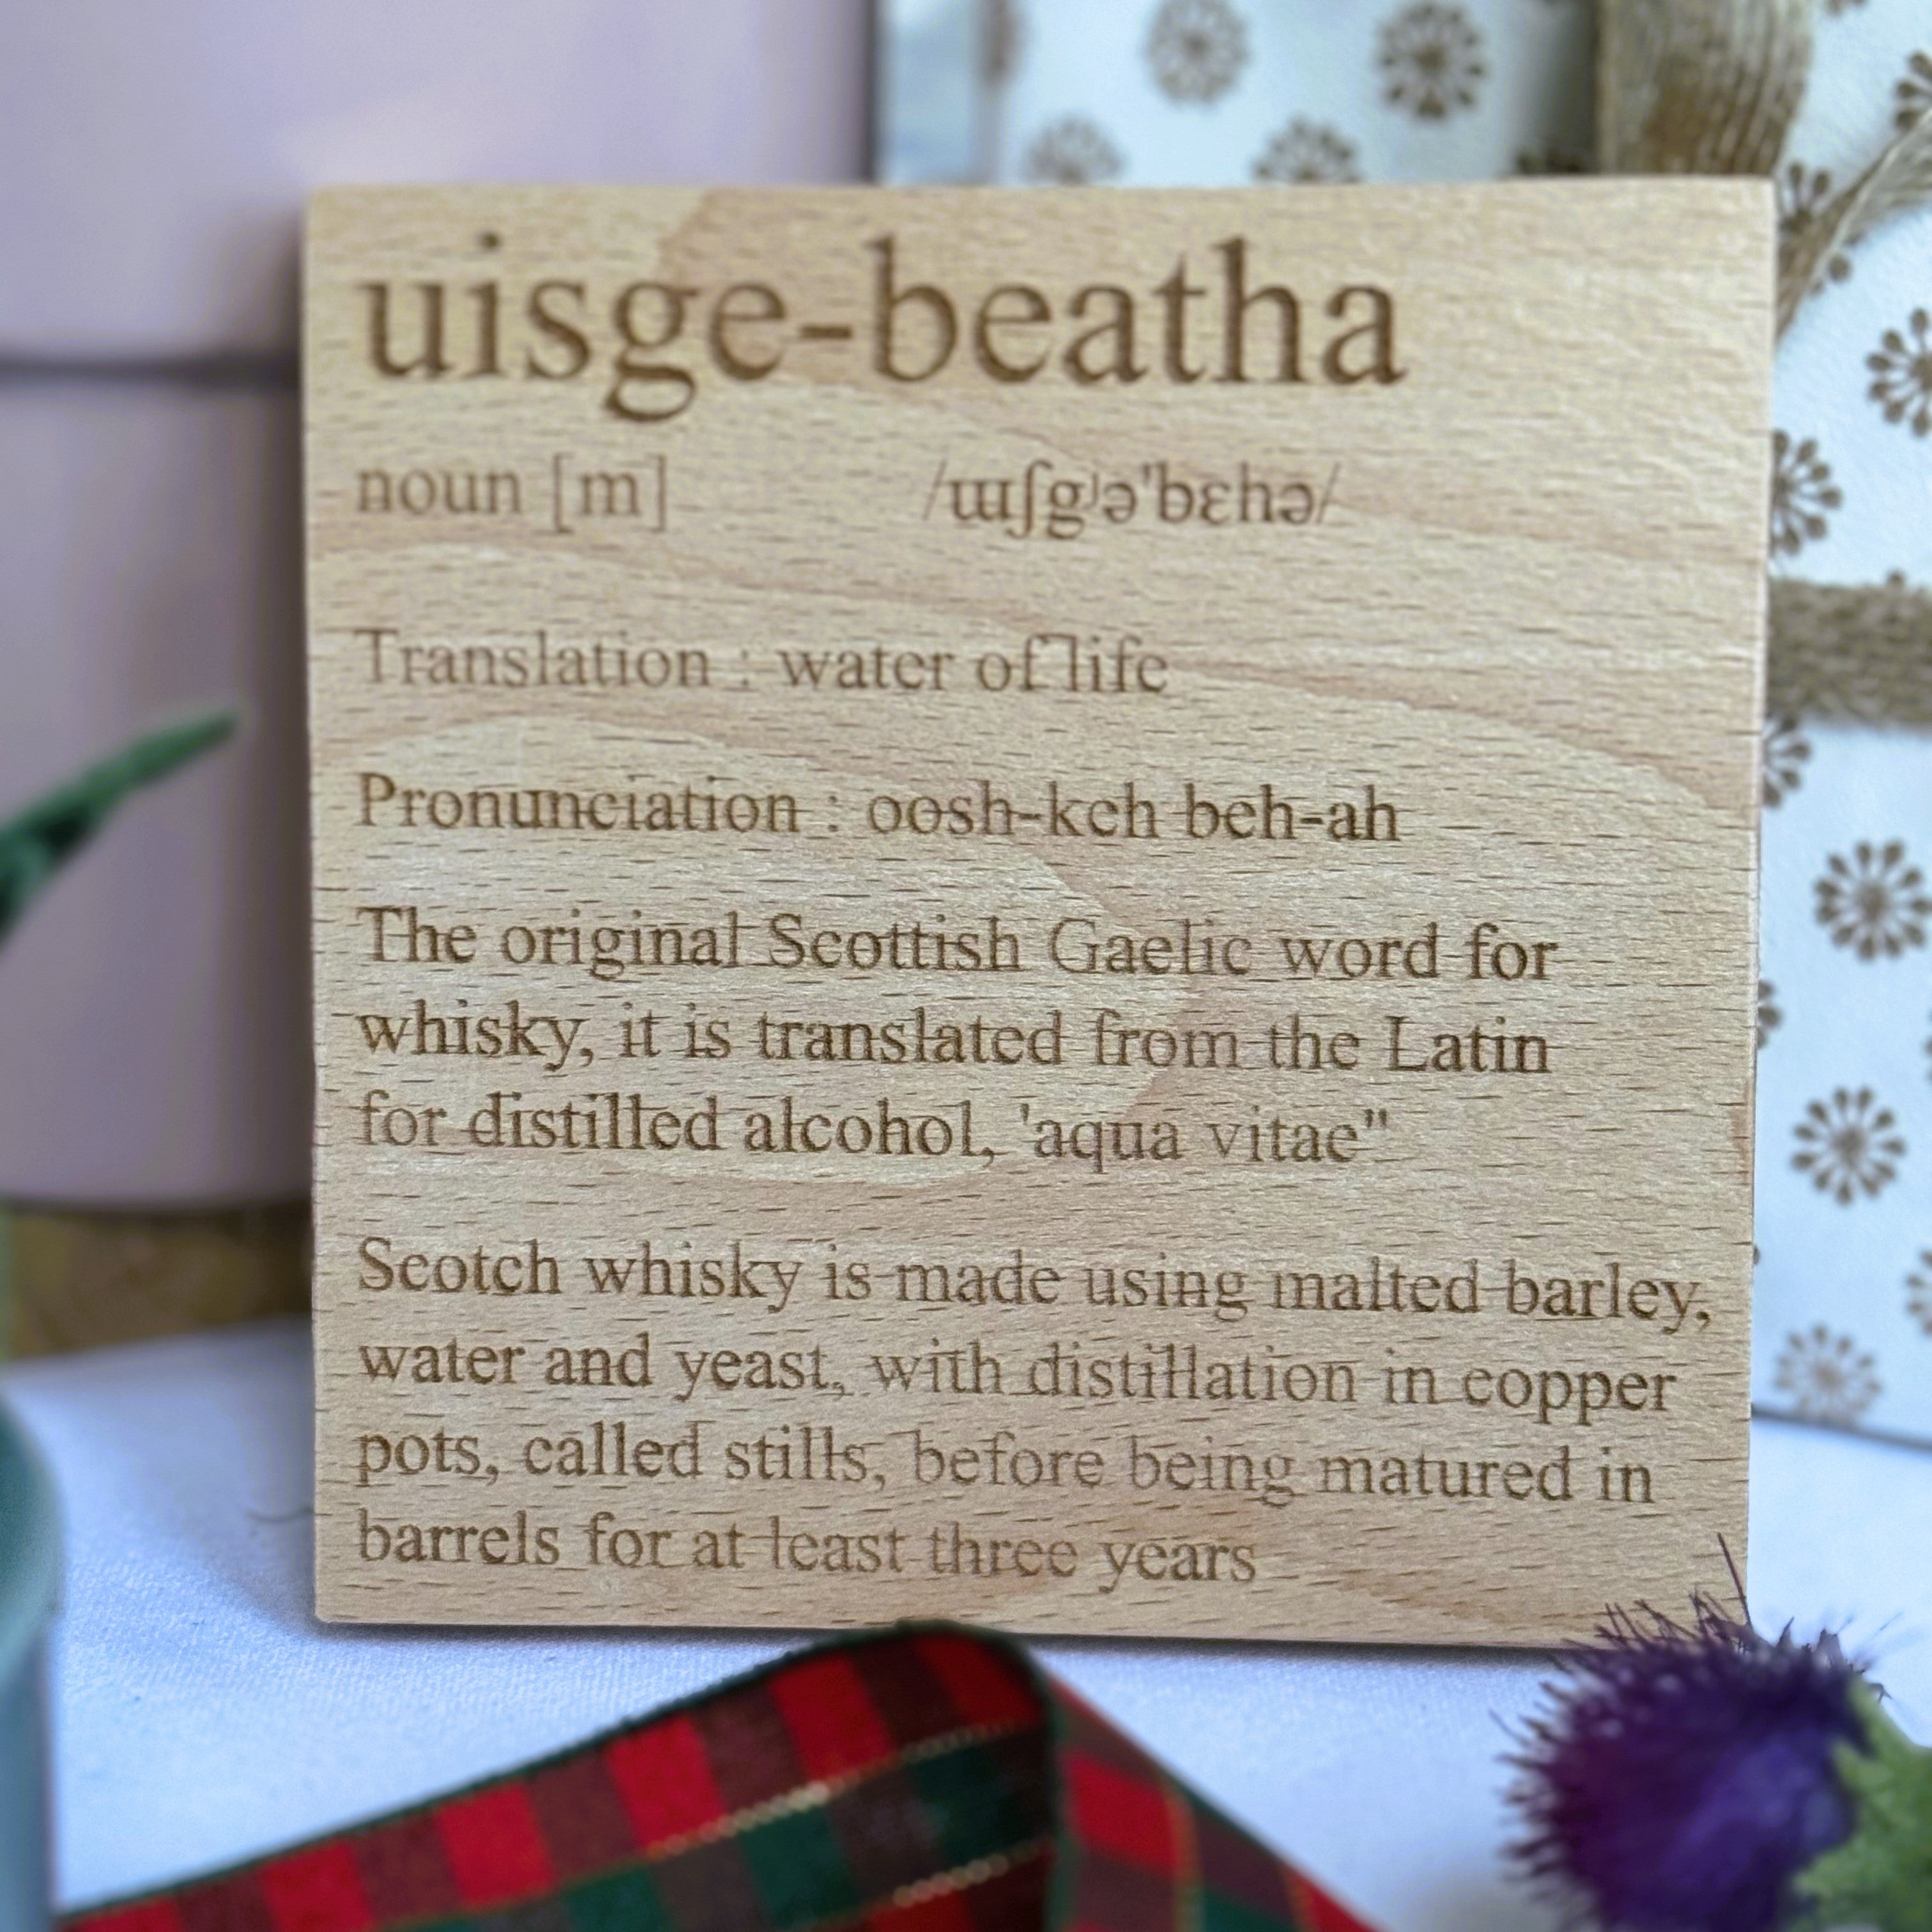 uisge-beatha
noun [m] /ɯʃgʲə'bɛhə/
Translation : water of life
Pronunciation : oosh-keh beh-ah
The original Scottish Gaelic word for
whisky, it is translated from the Latin
for distilled alcohol, 'aqua vitae"
Scotch whisky is made using malted barley,
water and yeast, with distillation in copper
pots, called stills, before being matured in
barrels for at least three years